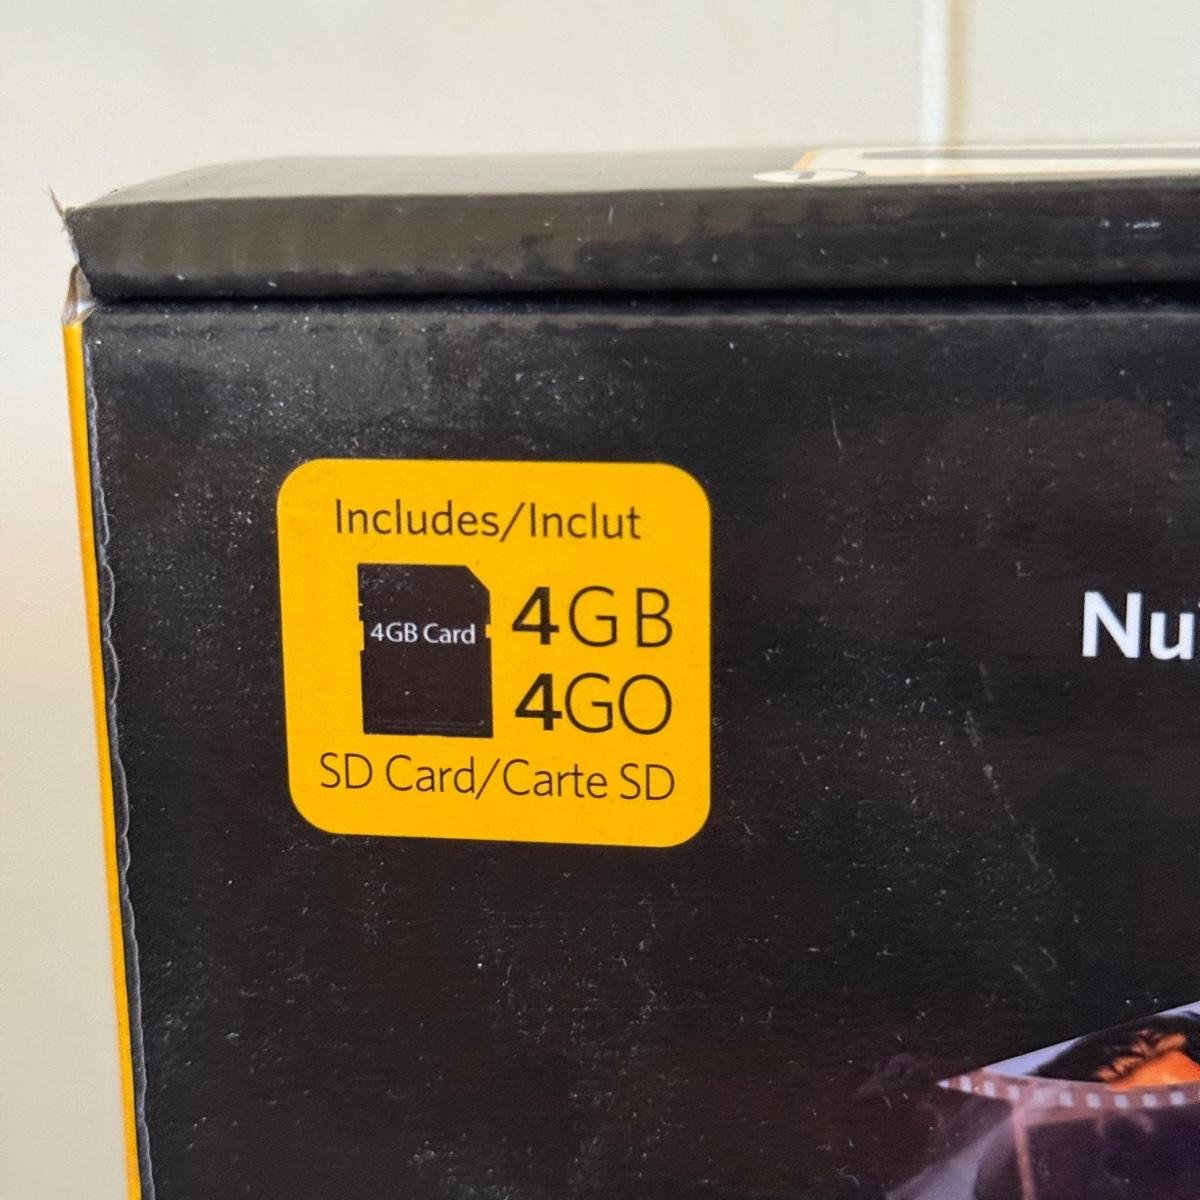 Includes/Inclut
4GB Card
4GB
4GO
SD Card/Carte SD